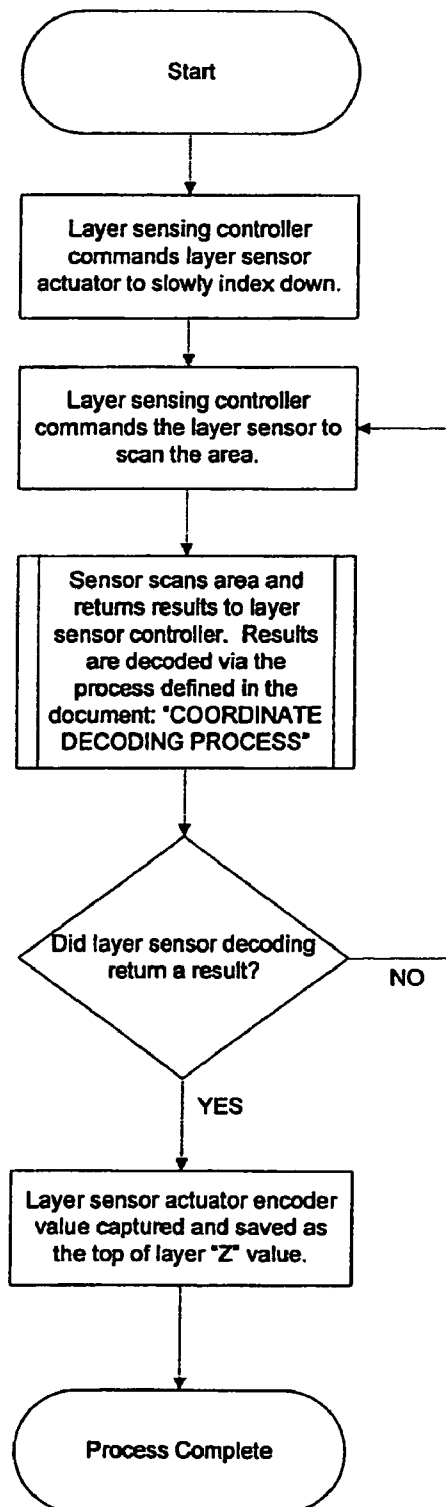 Start
Layer sensing controller
commands layer sensor
actuator to slowly index down.
Layer sensing controller
commands the layer sensor to
scan the area.
Sensor scans area and
returns results to layer
sensor controller. Results
are decoded via the
process defined in the
document: "COORDINATE
DECODING PROCESS"
Did layer sensor decoding
return a result?
NO
YES
Layer sensor actuator encoder
value captured and saved as
the top of layer "Z" value.
Process Complete